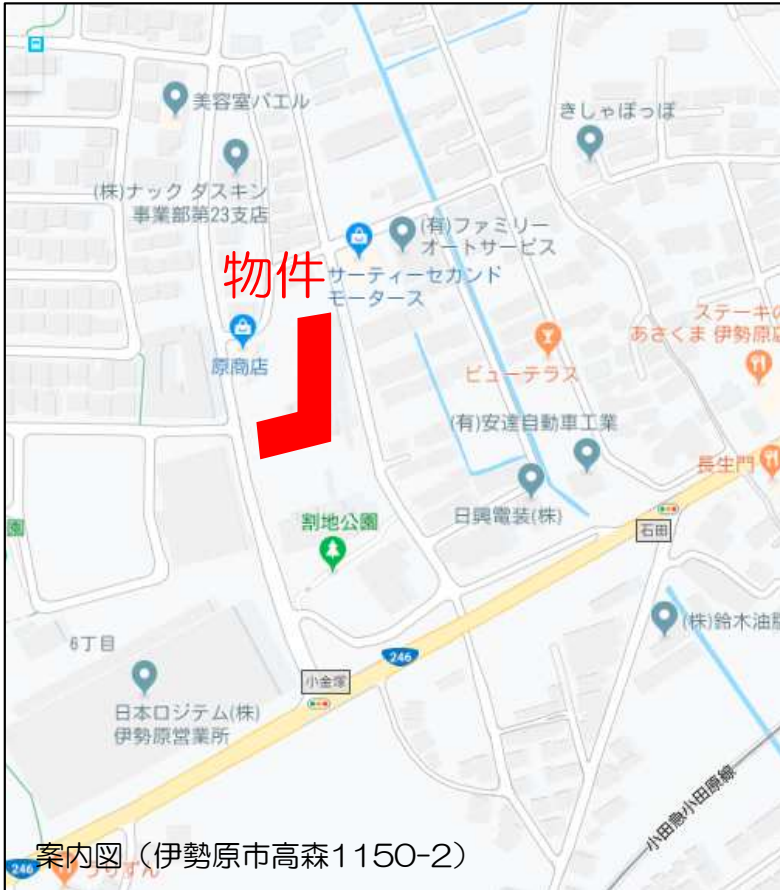 美容室パエル
きしゃぽっぽ
(株)ナック ダスキン
事業部第23支店
(有)ファミリー
オートサービス
物件
サーティーセカンド
モータース
原商店
ステーキの
あさくま 伊勢原店
ビューテラス
(有)安達自動車工業
長生門
日興電装(株)
割地公園
石田
園
(株)鈴木油脂
6丁目
246
小金塚
日本ロジテム(株)
伊勢原営業所
小田急小田原線
案内図（伊勢原市高森1150-2）
246
つりずん